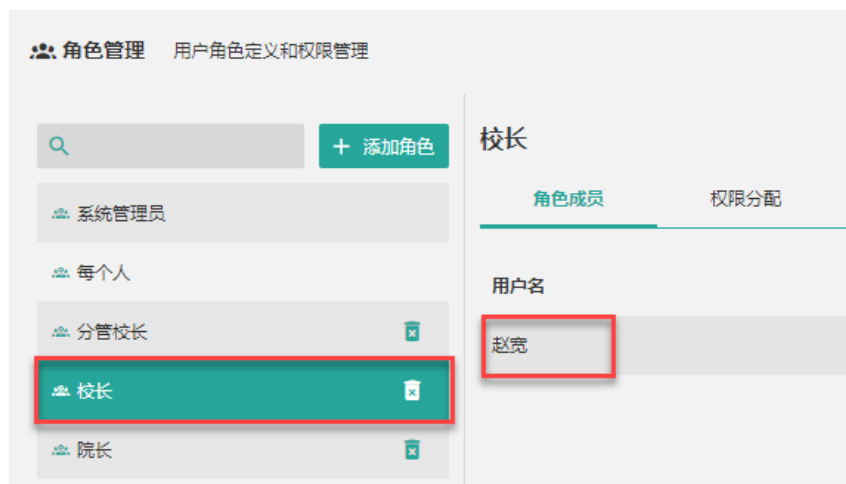 角色管理 用户角色定义和权限管理
+ 添加角色
系统管理员
每个人
分管校长
校长
院长
校长
角色成员 权限分配
用户名
赵宽